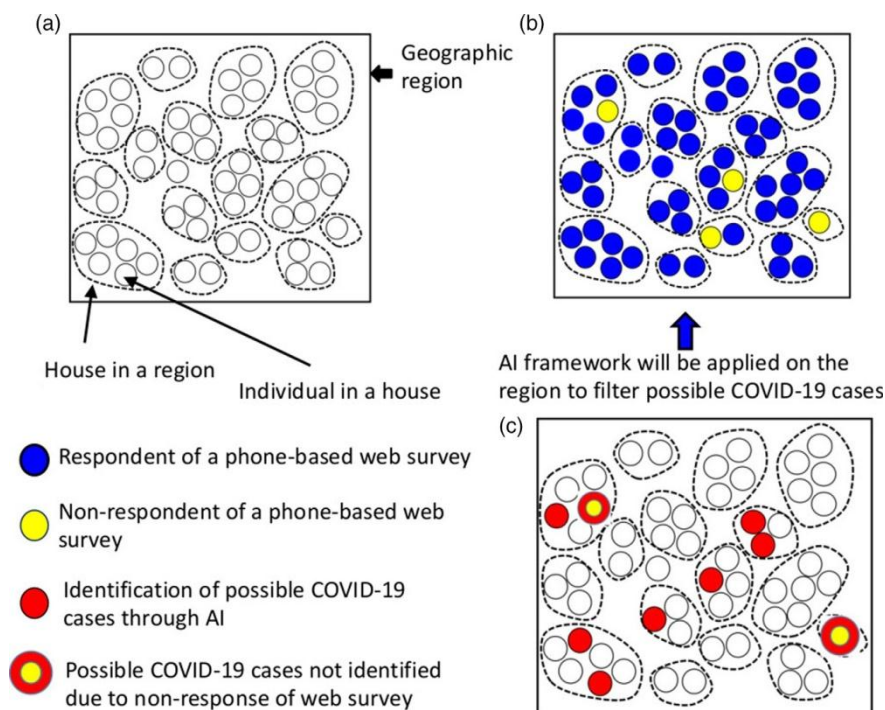 (a)
Geographic
region
House in a region
Individual in a house
(b)
AI framework will be applied on the
region to filter possible COVID-19 cases
(c)
Respondent of a phone-based web survey
Non-respondent of a phone-based web
survey
Identification of possible COVID-19
cases through AI
Possible COVID-19 cases not identified
due to non-response of web survey